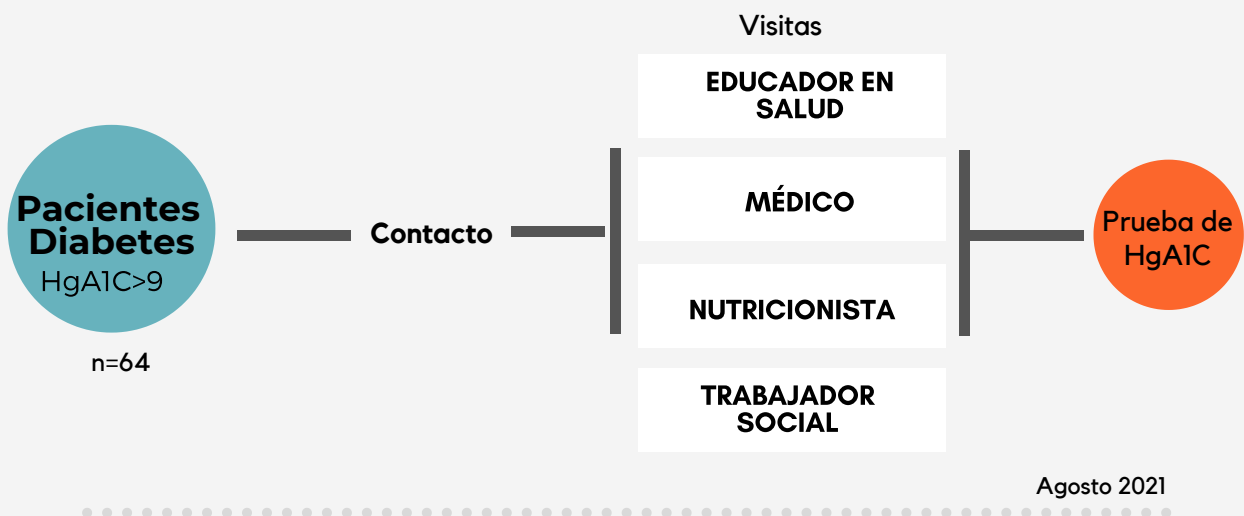 Visitas
EDUCADOR EN
SALUD
MÉDICO
NUTRICIONISTA
TRABAJADOR
SOCIAL
Pacientes
Diabetes
HgA1C>9
n=64
Contacto
Prueba de
HgA1C
Agosto 2021